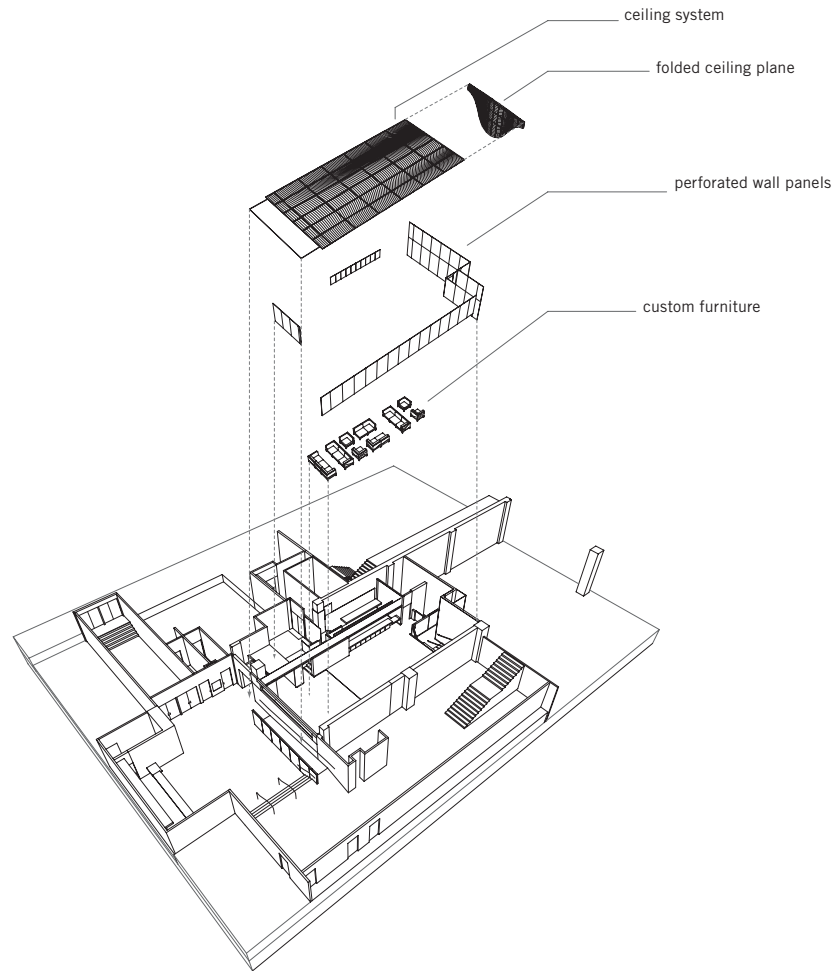 ceiling system
folded ceiling plane
perforated wall panels
custom furniture